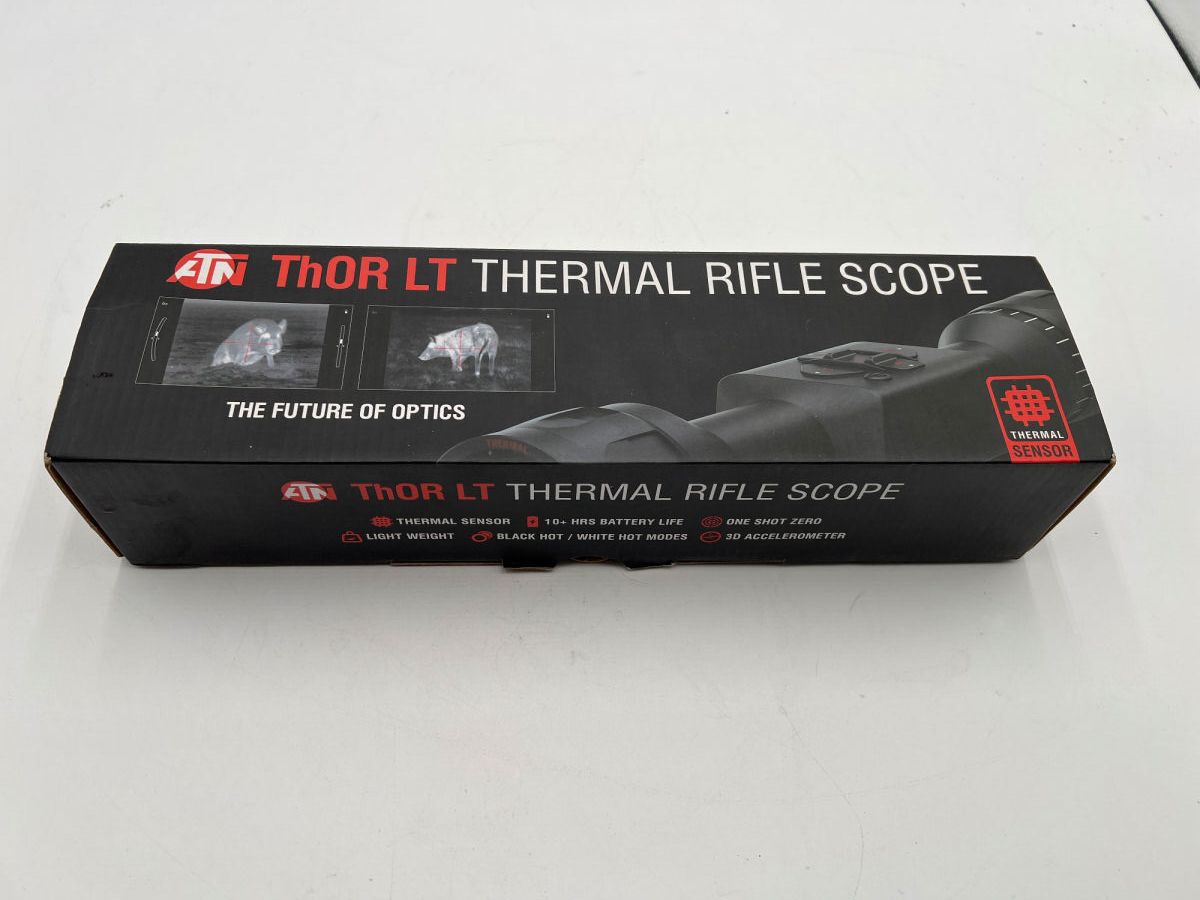 ATN ThOR LT THERMAL RIFLE SCOPE
THE FUTURE OF OPTICS
THERMAL
THERMAL
SENSOR
ATN ThOR LT THERMAL RIFLE SCOPE
THERMAL SENSOR 10+ HRS BATTERY LIFE ONE SHOT ZERO
LIGHT WEIGHT BLACK HOT / WHITE HOT MODES 3D ACCELEROMETER